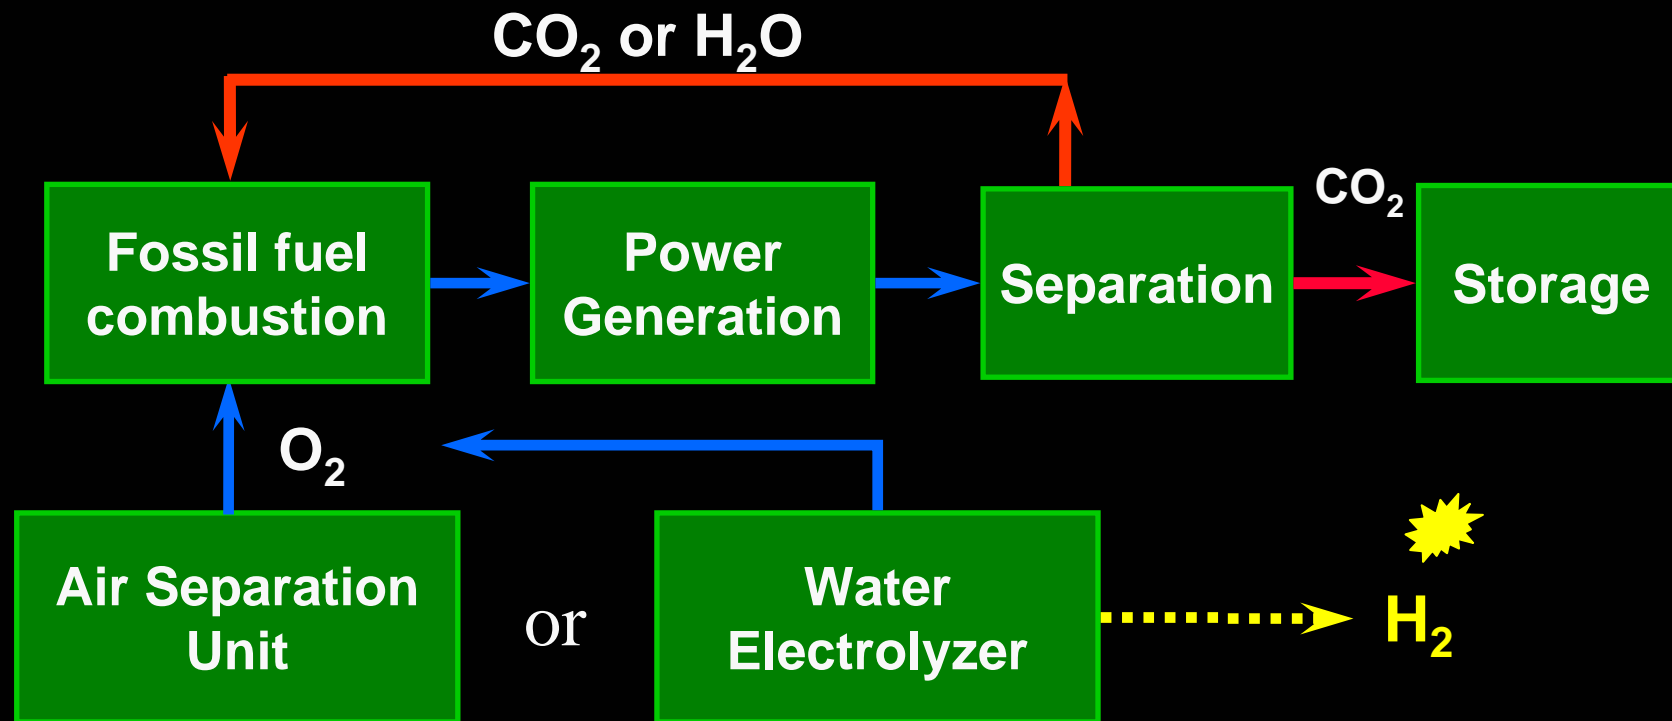 CO₂ or H₂O
CO₂
Fossil fuel
combustion
Power
Generation
Separation
Storage
O₂
Air Separation
Unit
or
Water
Electrolyzer
H₂